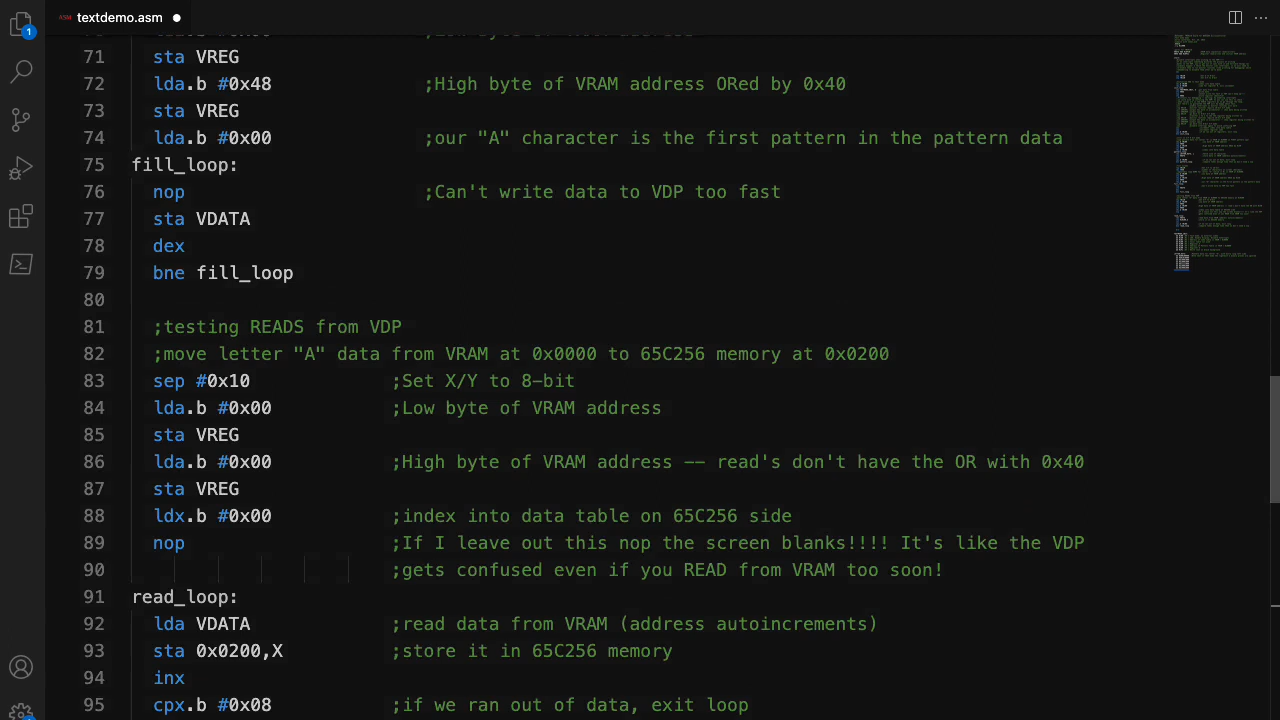 ASM textdemo.asm
1
71 sta VREG
72 lda.b #0x48 ;High byte of VRAM address ORed by 0x40
73 sta VREG
74 lda.b #0x00 ;our "A" character is the first pattern in the pattern data
75 fill_loop:
76 nop ;Can't write data to VDP too fast
77 sta VDATA
78 dex
79 bne fill_loop
80
81 ;testing READS from VDP
82 ;move letter "A" data from VRAM at 0x0000 to 65C256 memory at 0x0200
83 sep #0x10 ;Set X/Y to 8-bit
84 lda.b #0x00 ;Low byte of VRAM address
85 sta VREG
86 lda.b #0x00 ;High byte of VRAM address -- read's don't have the OR with 0x40
87 sta VREG
88 ldx.b #0x00 ;index into data table on 65C256 side
89 nop ;If I leave out this nop the screen blanks!!!! It's like the VDP
90 ;gets confused even if you READ from VRAM too soon!
91 read_loop:
92 lda VDATA ;read data from VRAM (address autoincrements)
93 sta 0x0200,X ;store it in 65C256 memory
94 inx
95 cpx.b #0x08 ;if we ran out of data, exit loop